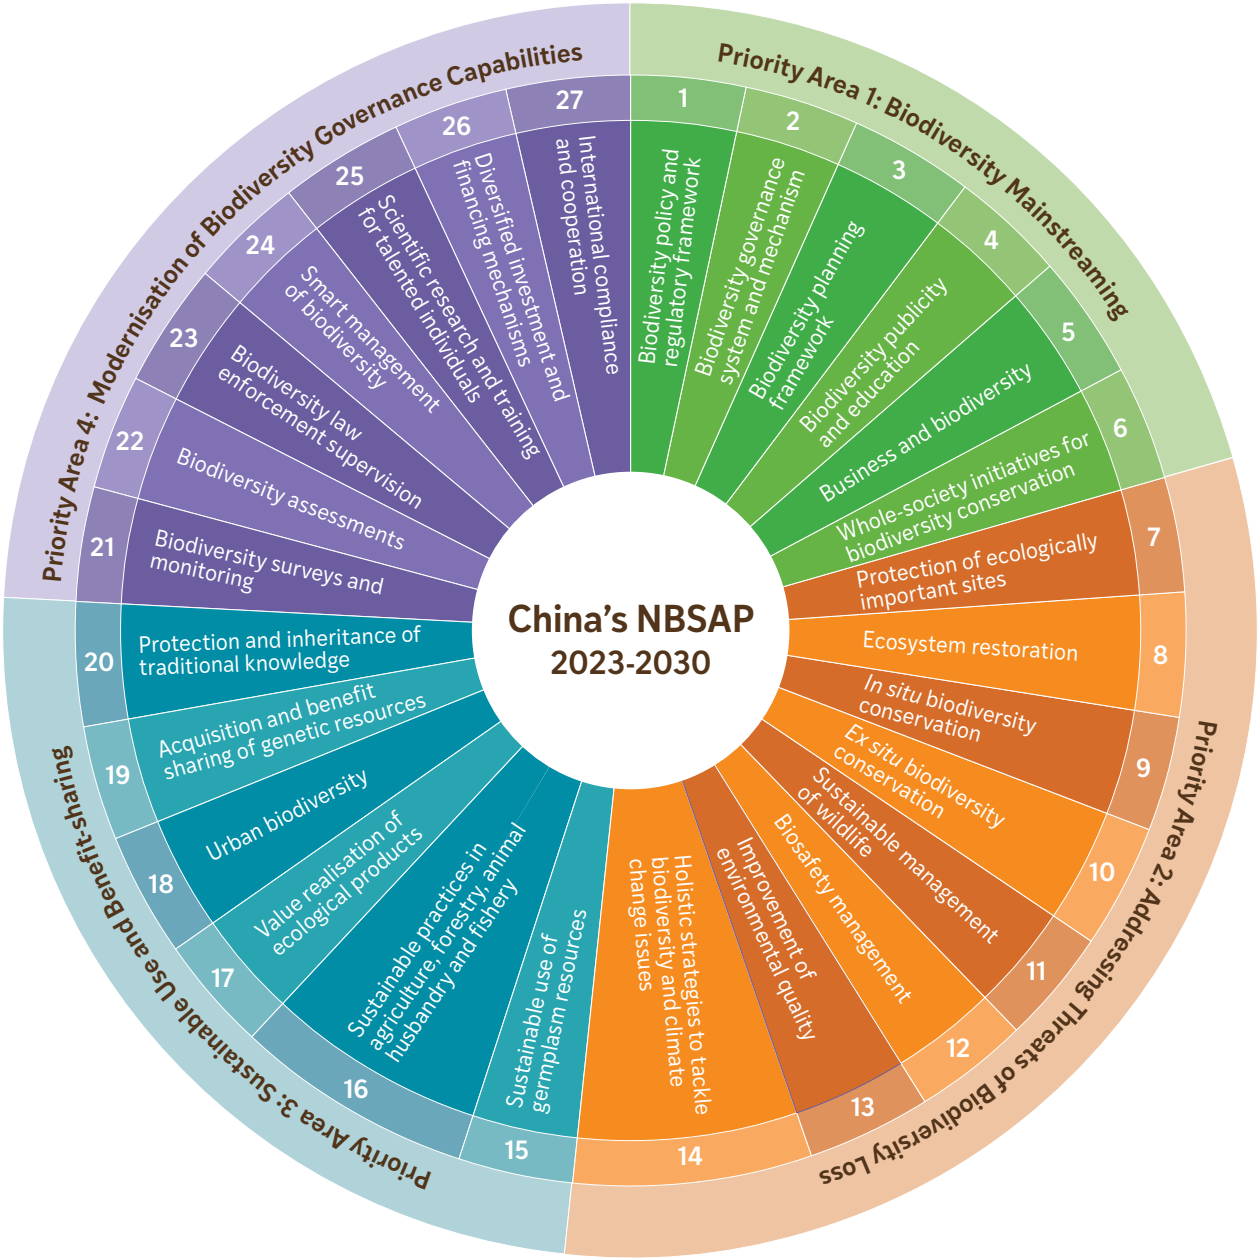 China's NBSAP
2023-2030
Priority Area 1: Biodiversity Mainstreaming
1
Biodiversity policy and
regulatory framework
2
Biodiversity governance
system and mechanism
3
Biodiversity planning
framework
4
Biodiversity publicity
and education
5
Business and biodiversity
6
Whole-society initiatives for
biodiversity conservation
Priority Area 2: Addressing Threats of Biodiversity Loss
7
Protection of ecologically
important sites
8
Ecosystem restoration
9
In situ biodiversity
conservation
10
Ex situ biodiversity
conservation
11
Sustainable management
of wildlife
12
Biosafety management
13
Improvement of
environmental quality
14
Holistic strategies to tackle
biodiversity and climate
change issues
Priority Area 3: Sustainable Use and Benefit-sharing
15
Sustainable use of
germplasm resources
16
Sustainable practices in
agriculture, forestry, animal
husbandry and fishery
17
Value realisation of
ecological products
18
Urban biodiversity
19
Acquisition and benefit
sharing of genetic resources
20
Protection and inheritance of
traditional knowledge
Priority Area 4: Modernisation of Biodiversity Governance Capabilities
21
Biodiversity surveys and
monitoring
22
Biodiversity assessments
23
Biodiversity law
enforcement supervision
24
Smart management
of biodiversity
25
Scientific research and training
for talented individuals
26
Diversified investment and
financing mechanisms
27
International compliance
and cooperation